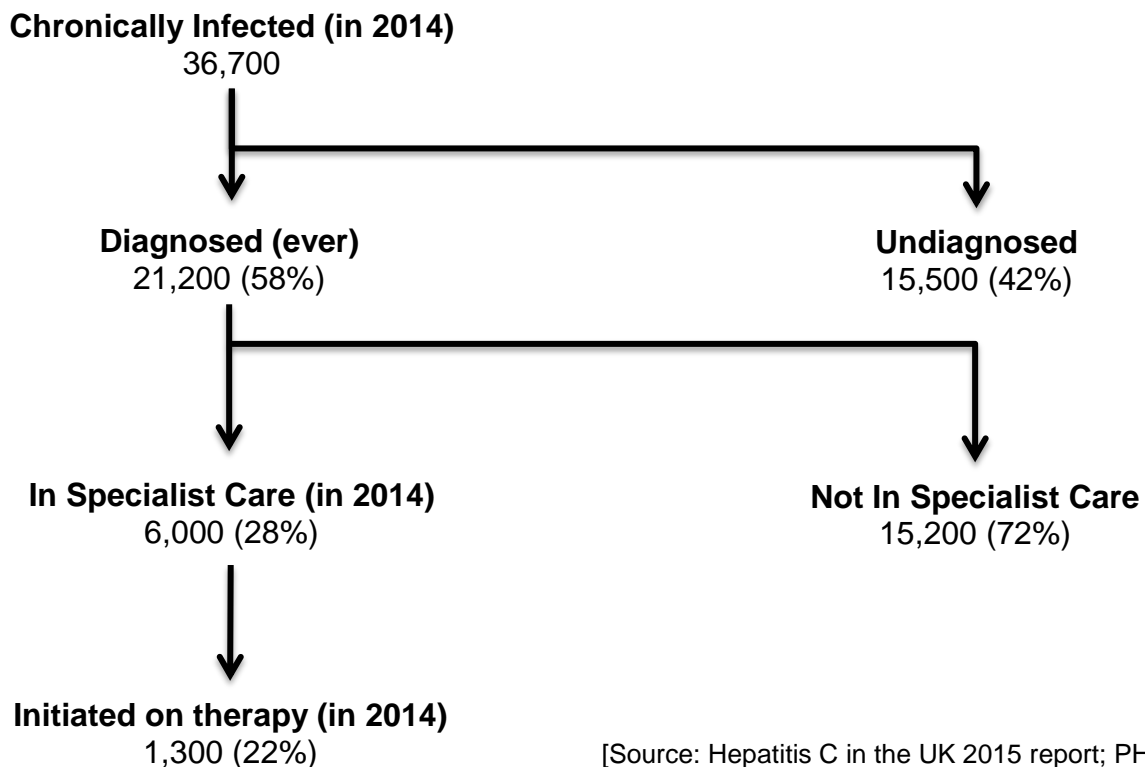 Chronically Infected (in 2014)
36,700
Diagnosed (ever)
21,200 (58%)
Undiagnosed
15,500 (42%)
In Specialist Care (in 2014)
6,000 (28%)
Not In Specialist Care
15,200 (72%)
Initiated on therapy (in 2014)
1,300 (22%)
[Source: Hepatitis C in the UK 2015 report; PH